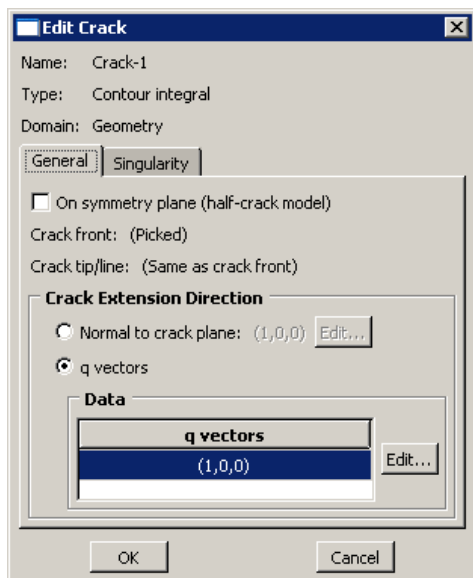 Edit Crack
Name: Crack-1
Type: Contour integral
Domain: Geometry
General Singularity
On symmetry plane (half-crack model)
Crack front: (Picked)
Crack tip/line: (Same as crack front)
Crack Extension Direction
Normal to crack plane: (1,0,0) Edit...
q vectors
Data
q vectors
(1,0,0) Edit...
OK Cancel